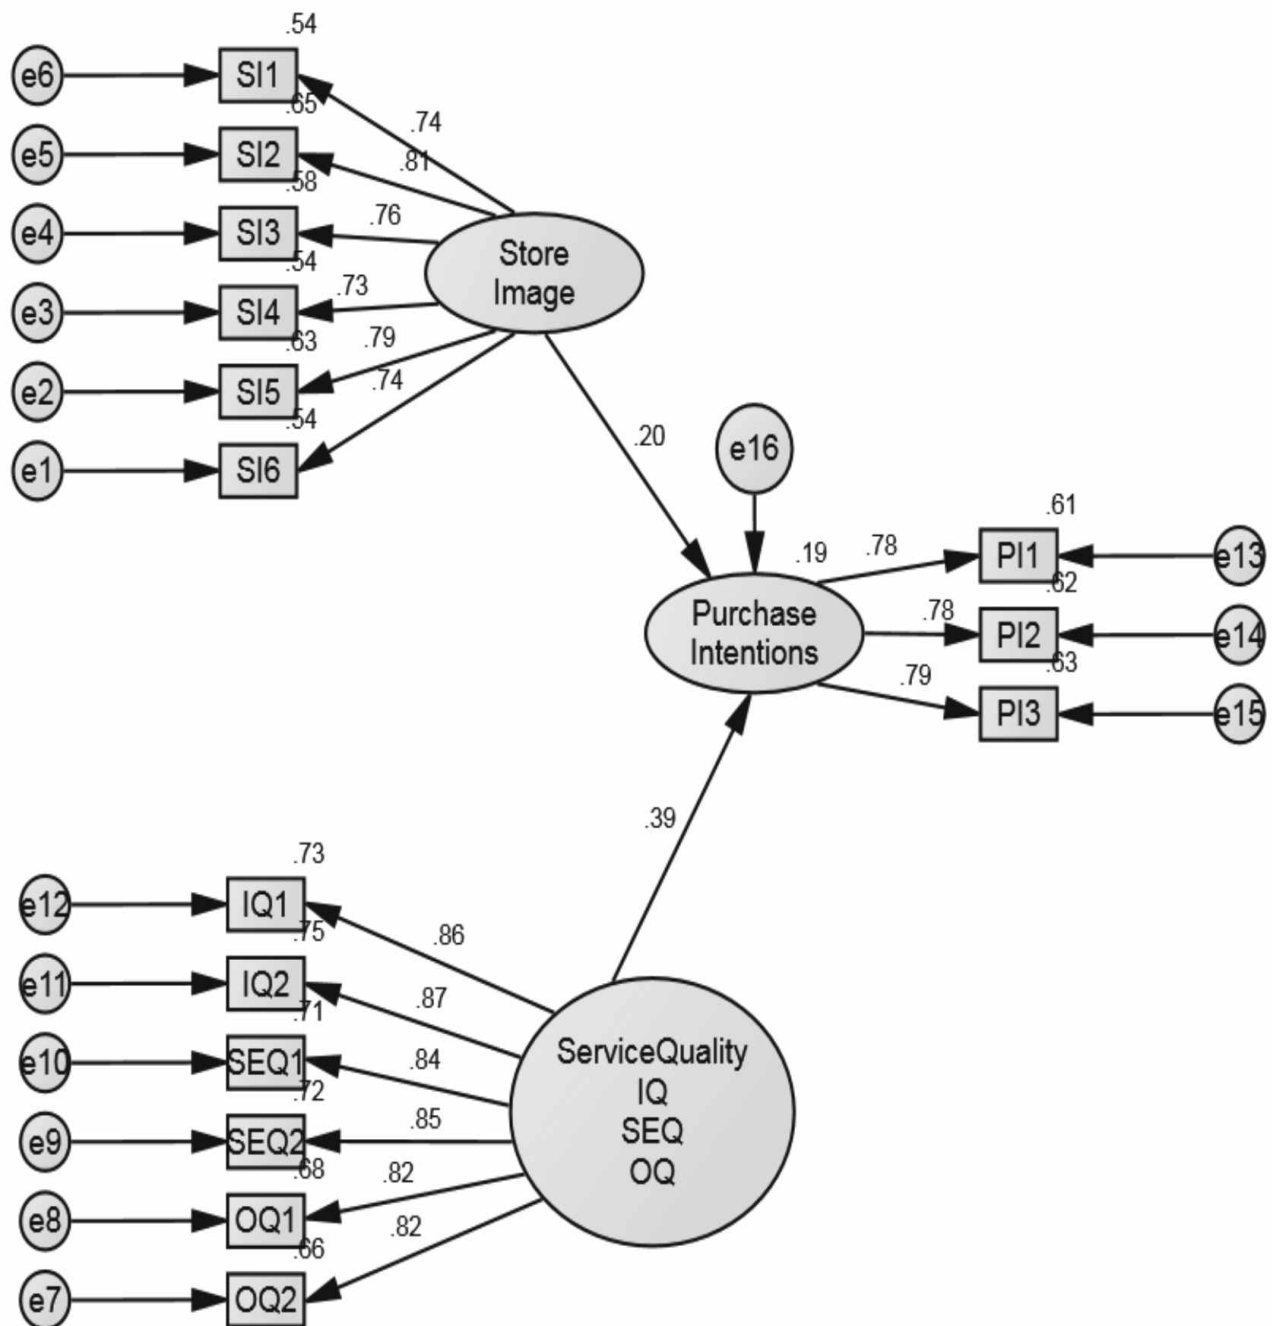 .54
e6
SI1
.65
.74
e5
SI2
.81
.58
e4
SI3
.76
.54
Store
Image
e3
SI4
.73
.63
e2
SI5
.79
.54
.74
e1
SI6
.20
e16
.61
.19
.78
PI1
e13
.62
Purchase
Intentions
.78
PI2
e14
.63
.79
PI3
e15
.39
.73
e12
IQ1
.75
.86
e11
IQ2
.87
.71
e10
SEQ1
.84
.72
ServiceQuality
IQ
SEQ
OQ
e9
SEQ2
.85
.68
.82
e8
OQ1
.82
.66
e7
OQ2